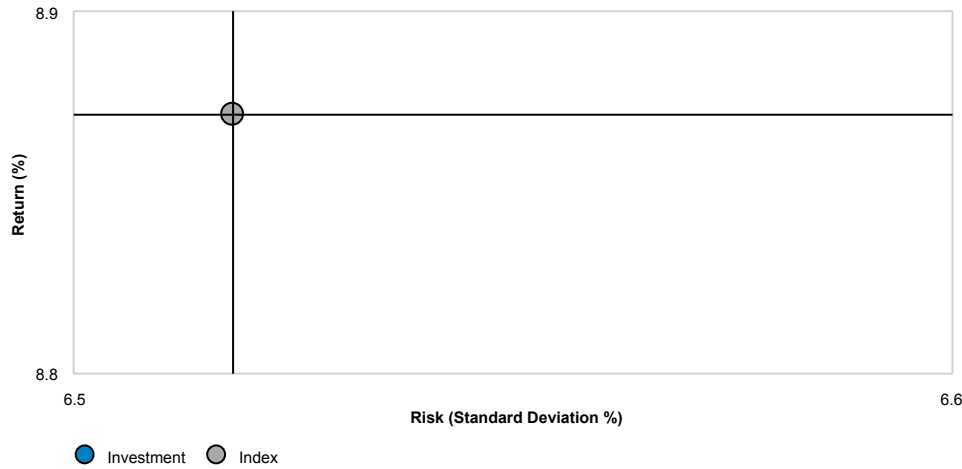 8.9
Return (%)
8.8
6.5
6.6
Risk (Standard Deviation %)
Investment
Index